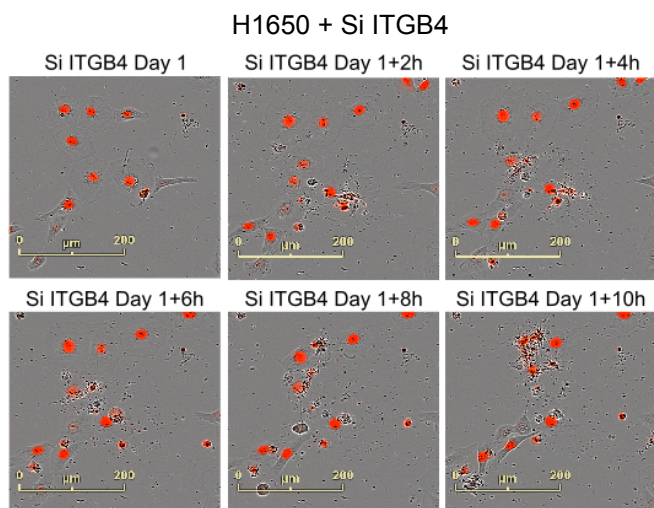 H1650 + Si ITGB4
Si ITGB4 Day 1 Si ITGB4 Day 1+2h Si ITGB4 Day 1+4h
0 µm 200 0 µm 200 0 µm 200
Si ITGB4 Day 1+6h Si ITGB4 Day 1+8h Si ITGB4 Day 1+10h
0 µm 200 0 µm 200 0 µm 200